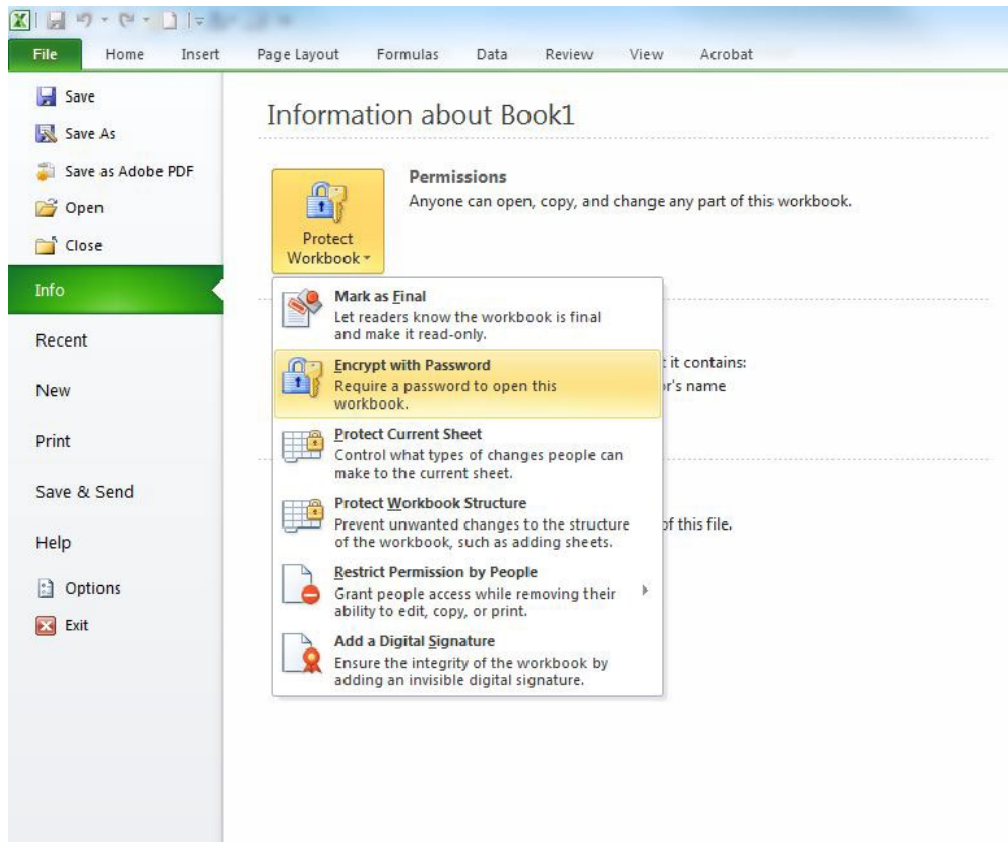 File Home Insert Page Layout Formulas Data Review View Acrobat
Save
Save As
Save as Adobe PDF
Open
Close
Info
Recent
New
Print
Save & Send
Help
Options
Exit
Information about Book1
Permissions
Anyone can open, copy, and change any part of this workbook.
Protect
Workbook
Mark as Final
Let readers know the workbook is final
and make it read-only.
Encrypt with Password
Require a password to open this
workbook.
Protect Current Sheet
Control what types of changes people can
make to the current sheet.
Protect Workbook Structure
Prevent unwanted changes to the structure
of the workbook, such as adding sheets.
Restrict Permission by People
Grant people access while removing their
ability to edit, copy, or print.
Add a Digital Signature
Ensure the integrity of the workbook by
adding an invisible digital signature.
it contains:
's name
of this file.